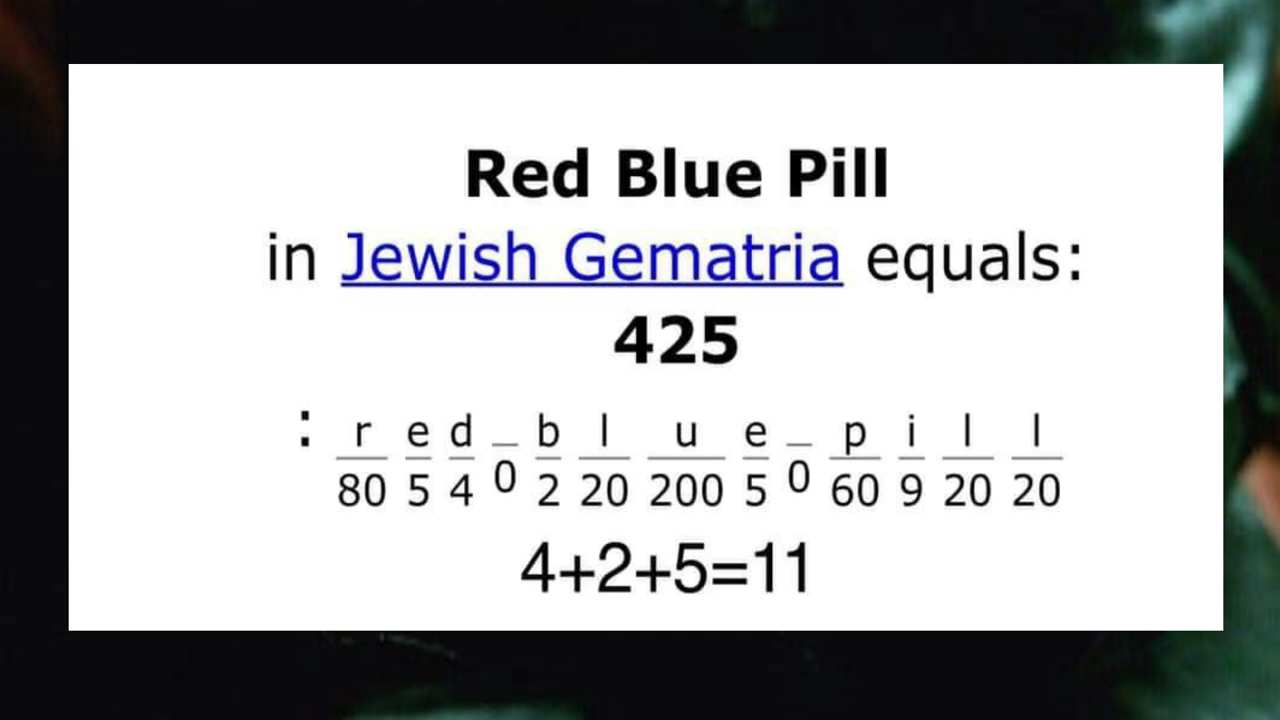 Red Blue Pill
in Jewish Gematria equals:
425
: r e d _ b l u e _ p i l l
80 5 4 0 2 20 200 5 0 60 9 20 20
4+2+5=11